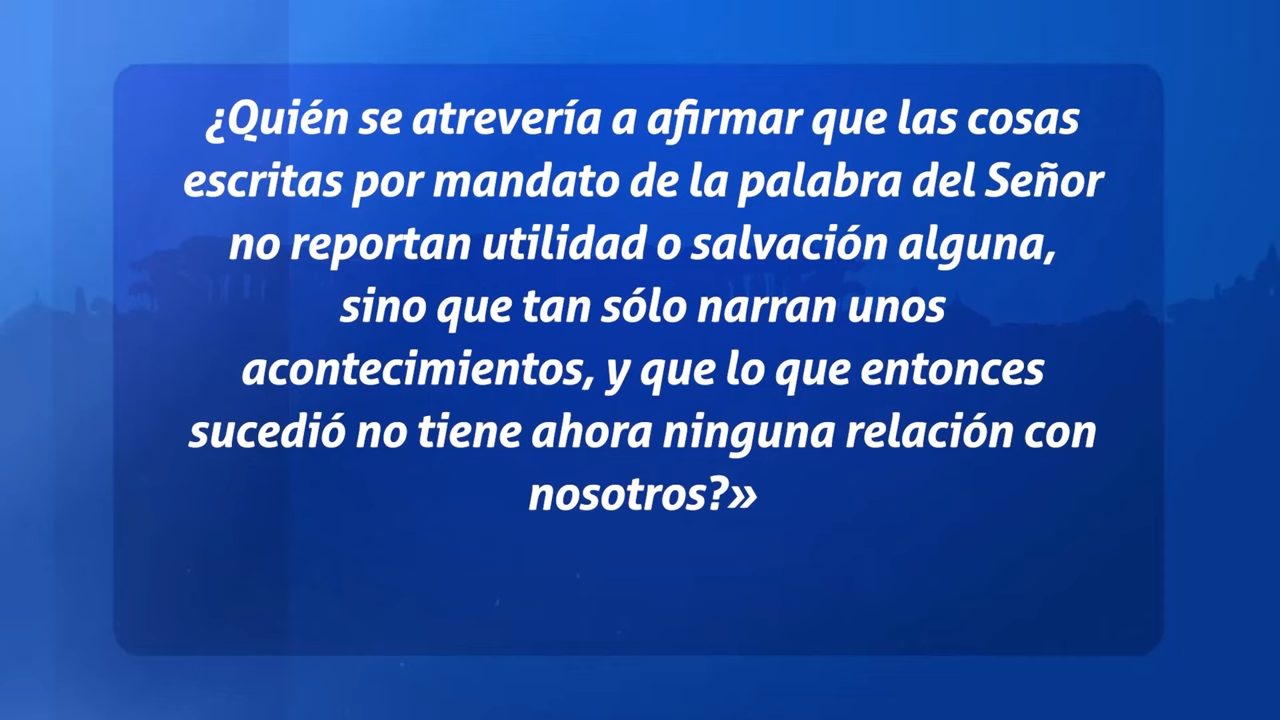 ¿Quién se atrevería a afirmar que las cosas
escritas por mandato de la palabra del Señor
no reportan utilidad o salvación alguna,
sino que tan sólo narran unos
acontecimientos, y que lo que entonces
sucedió no tiene ahora ninguna relación con
nosotros?»